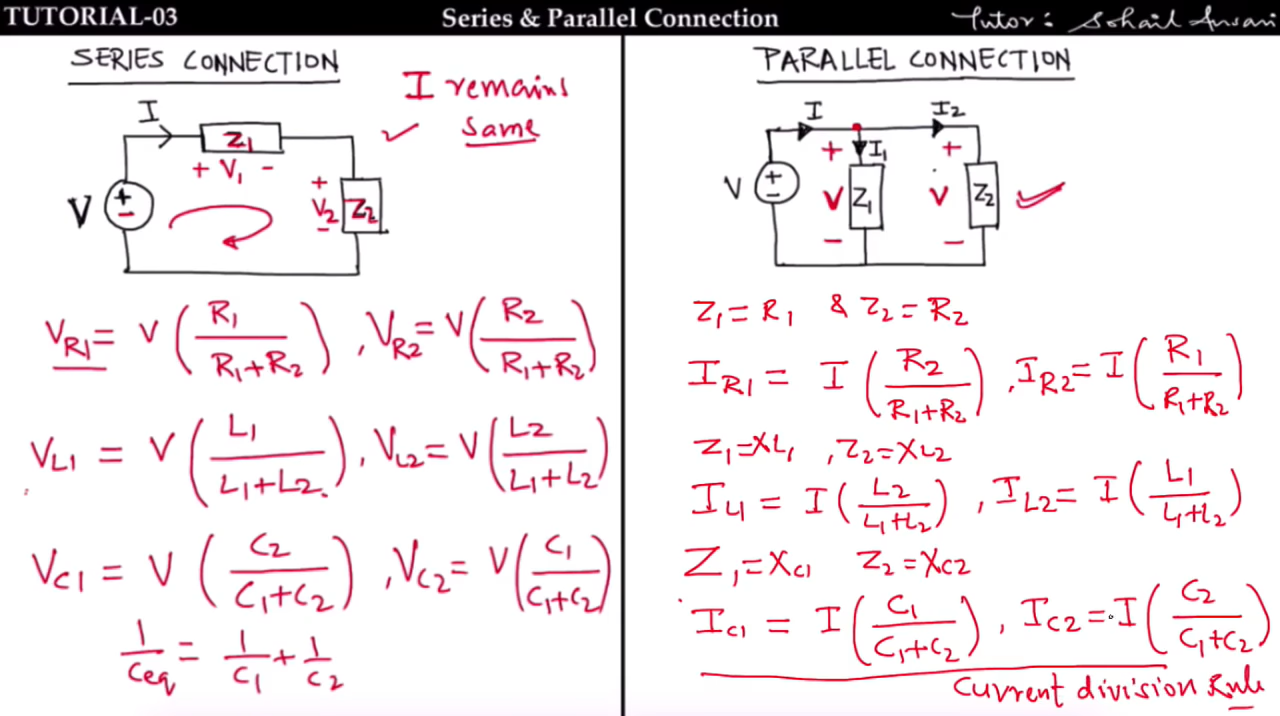 TUTORIAL-03 Series & Parallel Connection Tutor: Sohail Ansari
SERIES CONNECTION
I remains
same
I
Z1
+ V1 -
V
+
-
+
V2
-
Z2
VR1 = V (R1 / (R1+R2)), VR2 = V (R2 / (R1+R2))
VL1 = V (L1 / (L1+L2)), VL2 = V (L2 / (L1+L2))
VC1 = V (C2 / (C1+C2)), VC2 = V (C1 / (C1+C2))
1/Ceq = 1/C1 + 1/C2
PARALLEL CONNECTION
I I2
+ I1 +
V
+
-
V Z1 V Z2
- -
Z1 = R1 & Z2 = R2
IR1 = I (R2 / (R1+R2)), IR2 = I (R1 / (R1+R2))
Z1 = XL1, Z2 = XL2
IL1 = I (L2 / (L1+L2)), IL2 = I (L1 / (L1+L2))
Z1 = XC1 Z2 = XC2
IC1 = I (C1 / (C1+C2)), IC2 = I (C2 / (C1+C2))
Current division Rule